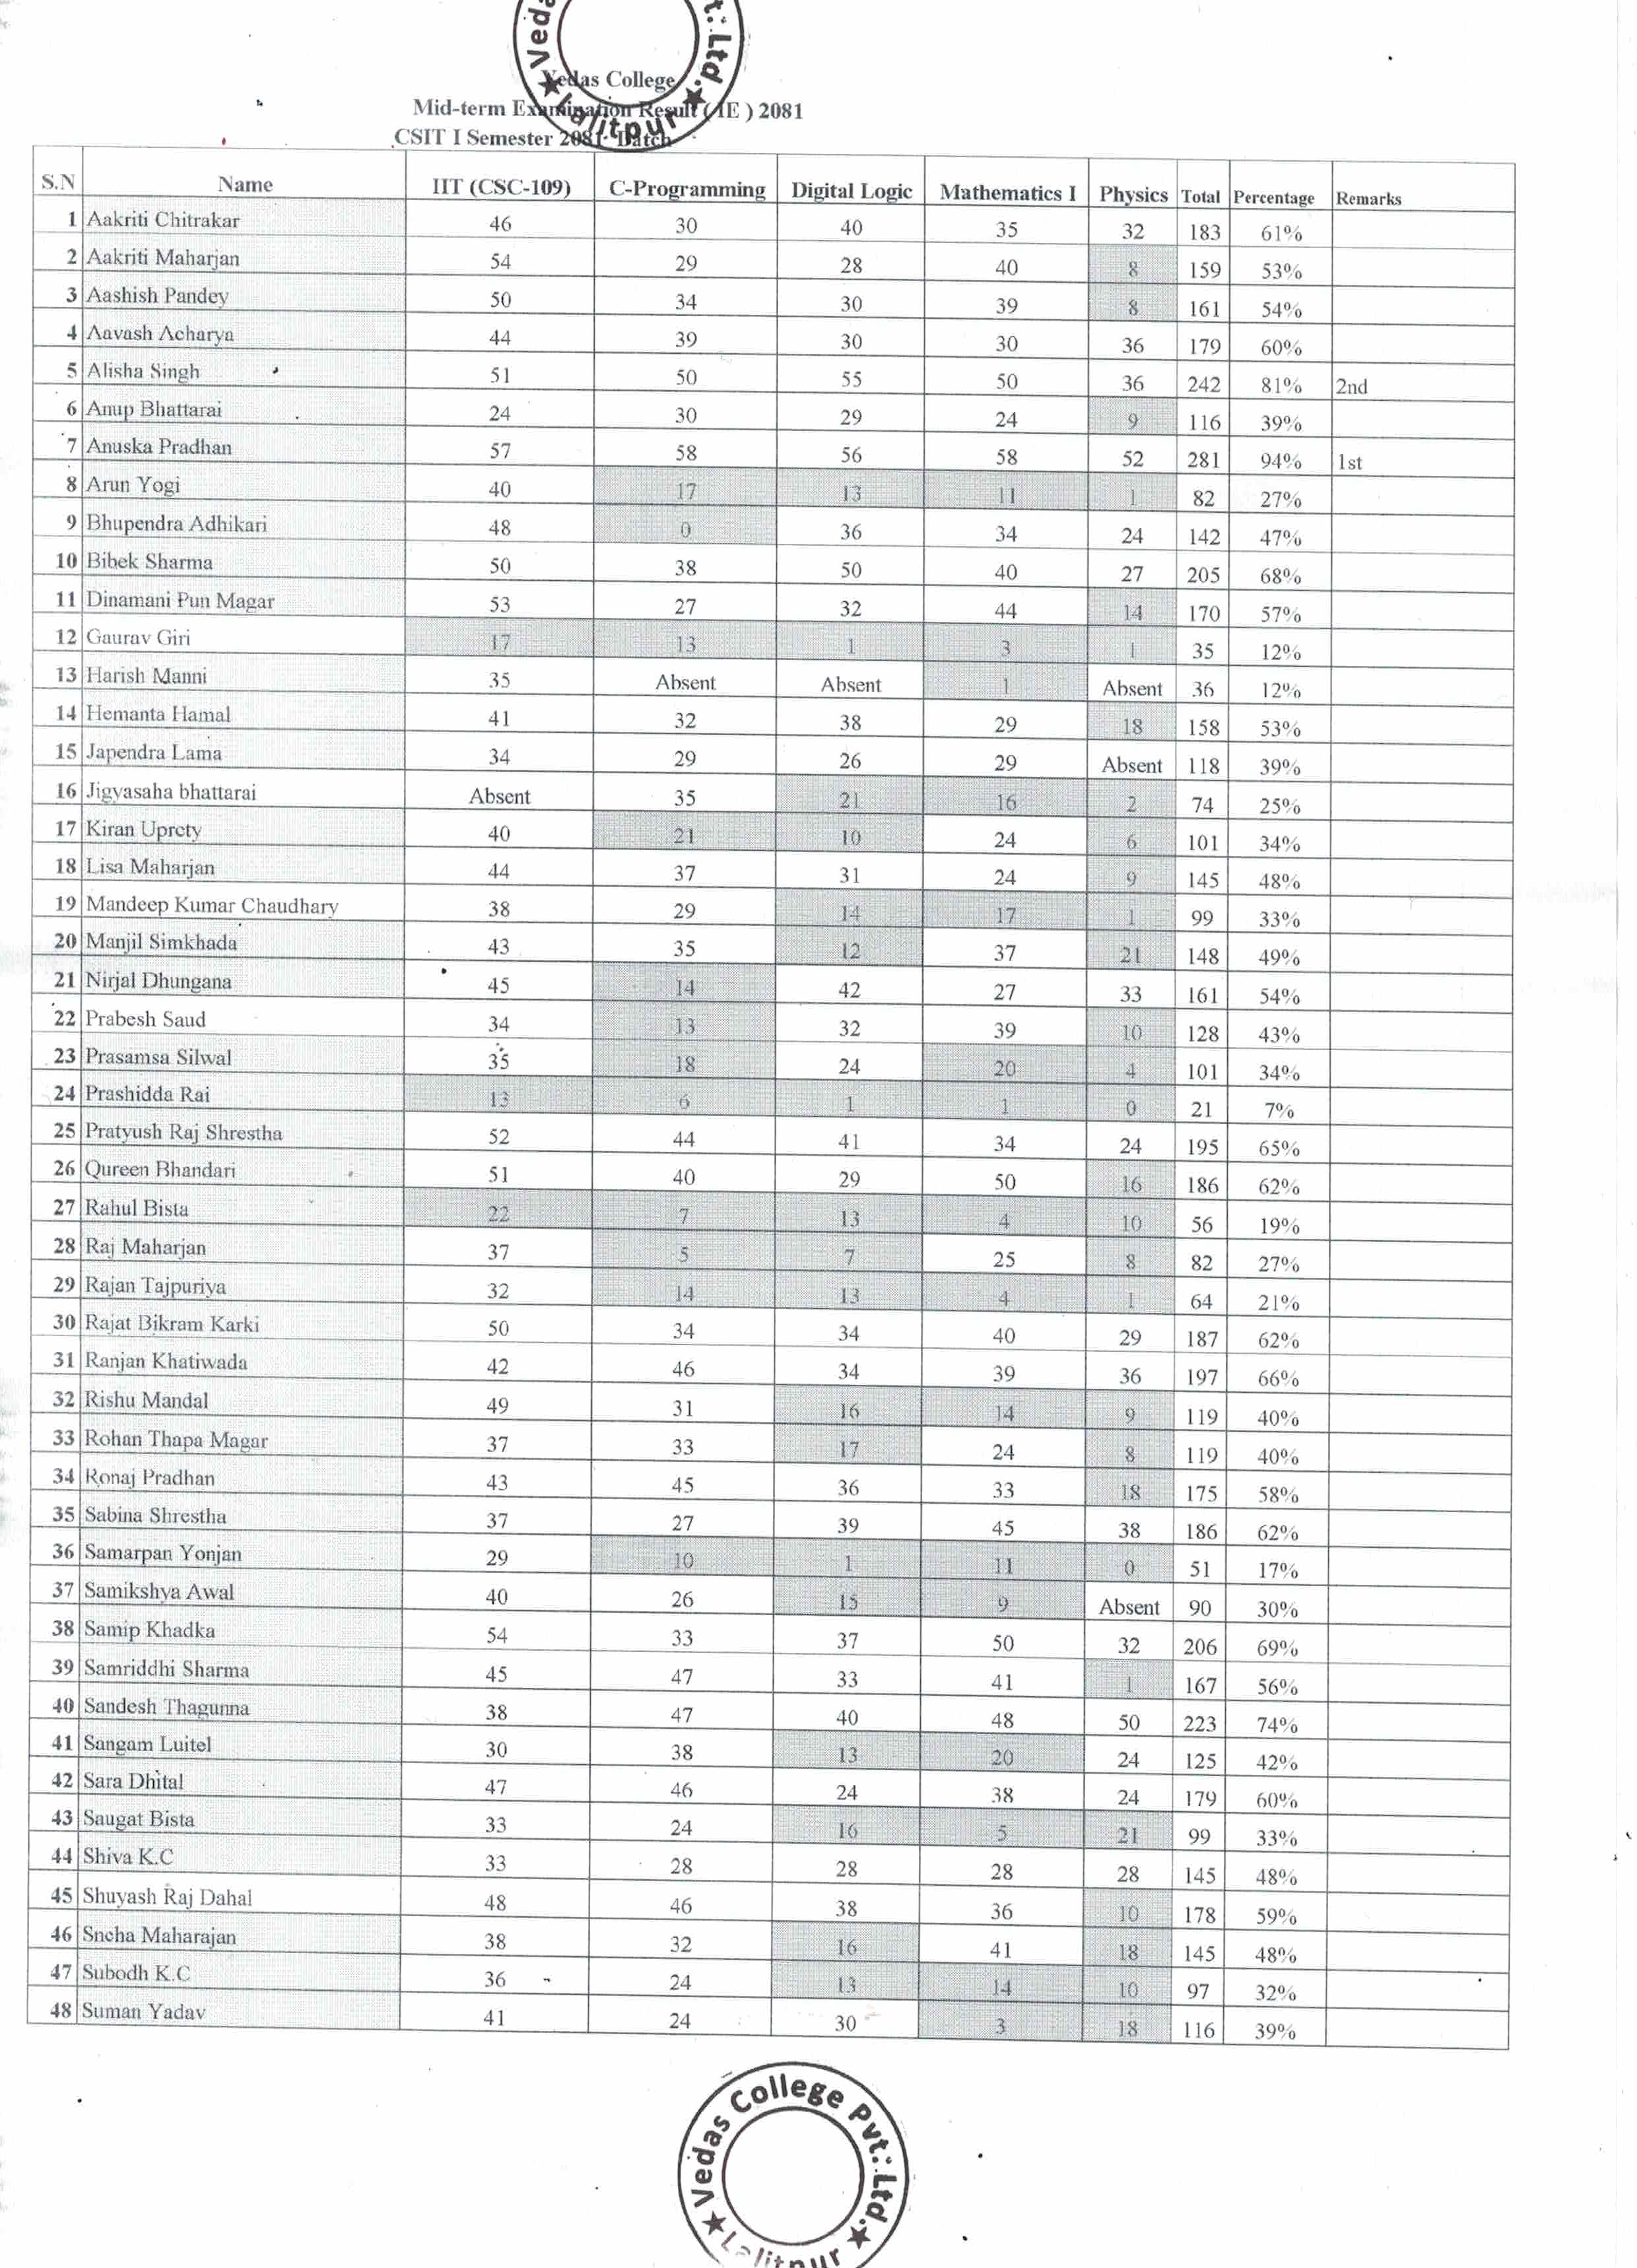 Vedas Pvt. Ltd. Lalitpur
Vedas College
Mid-term Examination Result ( IE ) 2081
CSIT I Semester 2081- Batch
S.N Name IIT (CSC-109) C-Programming Digital Logic Mathematics I Physics Total Percentage Remarks
1 Aakriti Chitrakar 46 30 40 35 32 183 61%
2 Aakriti Maharjan 54 29 28 40 8 159 53%
3 Aashish Pandey 50 34 30 39 8 161 54%
4 Aavash Acharya 44 39 30 30 36 179 60%
5 Alisha Singh 51 50 55 50 36 242 81% 2nd
6 Anup Bhattarai 24 30 29 24 9 116 39%
7 Anuska Pradhan 57 58 56 58 52 281 94% 1st
8 Arun Yogi 40 17 13 11 1 82 27%
9 Bhupendra Adhikari 48 0 36 34 24 142 47%
10 Bibek Sharma 50 38 50 40 27 205 68%
11 Dinamani Pun Magar 53 27 32 44 14 170 57%
12 Gaurav Giri 17 13 1 3 1 35 12%
13 Harish Manni 35 Absent Absent 1 Absent 36 12%
14 Hemanta Hamal 41 32 38 29 18 158 53%
15 Japendra Lama 34 29 26 29 Absent 118 39%
16 Jigyasaha bhattarai Absent 35 21 16 2 74 25%
17 Kiran Uprety 40 21 10 24 6 101 34%
18 Lisa Maharjan 44 37 31 24 9 145 48%
19 Mandeep Kumar Chaudhary 38 29 14 17 1 99 33%
20 Manjil Simkhada 43 35 12 37 21 148 49%
21 Nirjal Dhungana 45 14 42 27 33 161 54%
22 Prabesh Saud 34 13 32 39 10 128 43%
23 Prasamsa Silwal 35 18 24 20 4 101 34%
24 Prashidda Rai 13 6 1 1 0 21 7%
25 Pratyush Raj Shrestha 52 44 41 34 24 195 65%
26 Qureen Bhandari 51 40 29 50 16 186 62%
27 Rahul Bista 22 7 13 4 10 56 19%
28 Raj Maharjan 37 5 7 25 8 82 27%
29 Rajan Tajpuriya 32 14 13 4 1 64 21%
30 Rajat Bikram Karki 50 34 34 40 29 187 62%
31 Ranjan Khatiwada 42 46 34 39 36 197 66%
32 Rishu Mandal 49 31 16 14 9 119 40%
33 Rohan Thapa Magar 37 33 17 24 8 119 40%
34 Ronaj Pradhan 43 45 36 33 18 175 58%
35 Sabina Shrestha 37 27 39 45 38 186 62%
36 Samarpan Yonjan 29 10 1 11 0 51 17%
37 Samikshya Awal 40 26 15 9 Absent 90 30%
38 Samip Khadka 54 33 37 50 32 206 69%
39 Samriddhi Sharma 45 47 33 41 1 167 56%
40 Sandesh Thagunna 38 47 40 48 50 223 74%
41 Sangam Luitel 30 38 13 20 24 125 42%
42 Sara Dhital 47 46 24 38 24 179 60%
43 Saugat Bista 33 24 16 5 21 99 33%
44 Shiva K.C 33 28 28 28 28 145 48%
45 Shuyash Raj Dahal 48 46 38 36 10 178 59%
46 Sneha Maharajan 38 32 16 41 18 145 48%
47 Subodh K.C 36 24 13 14 10 97 32%
48 Suman Yadav 41 24 30 3 18 116 39%
Vedas College Pvt. Ltd. Lalitpur